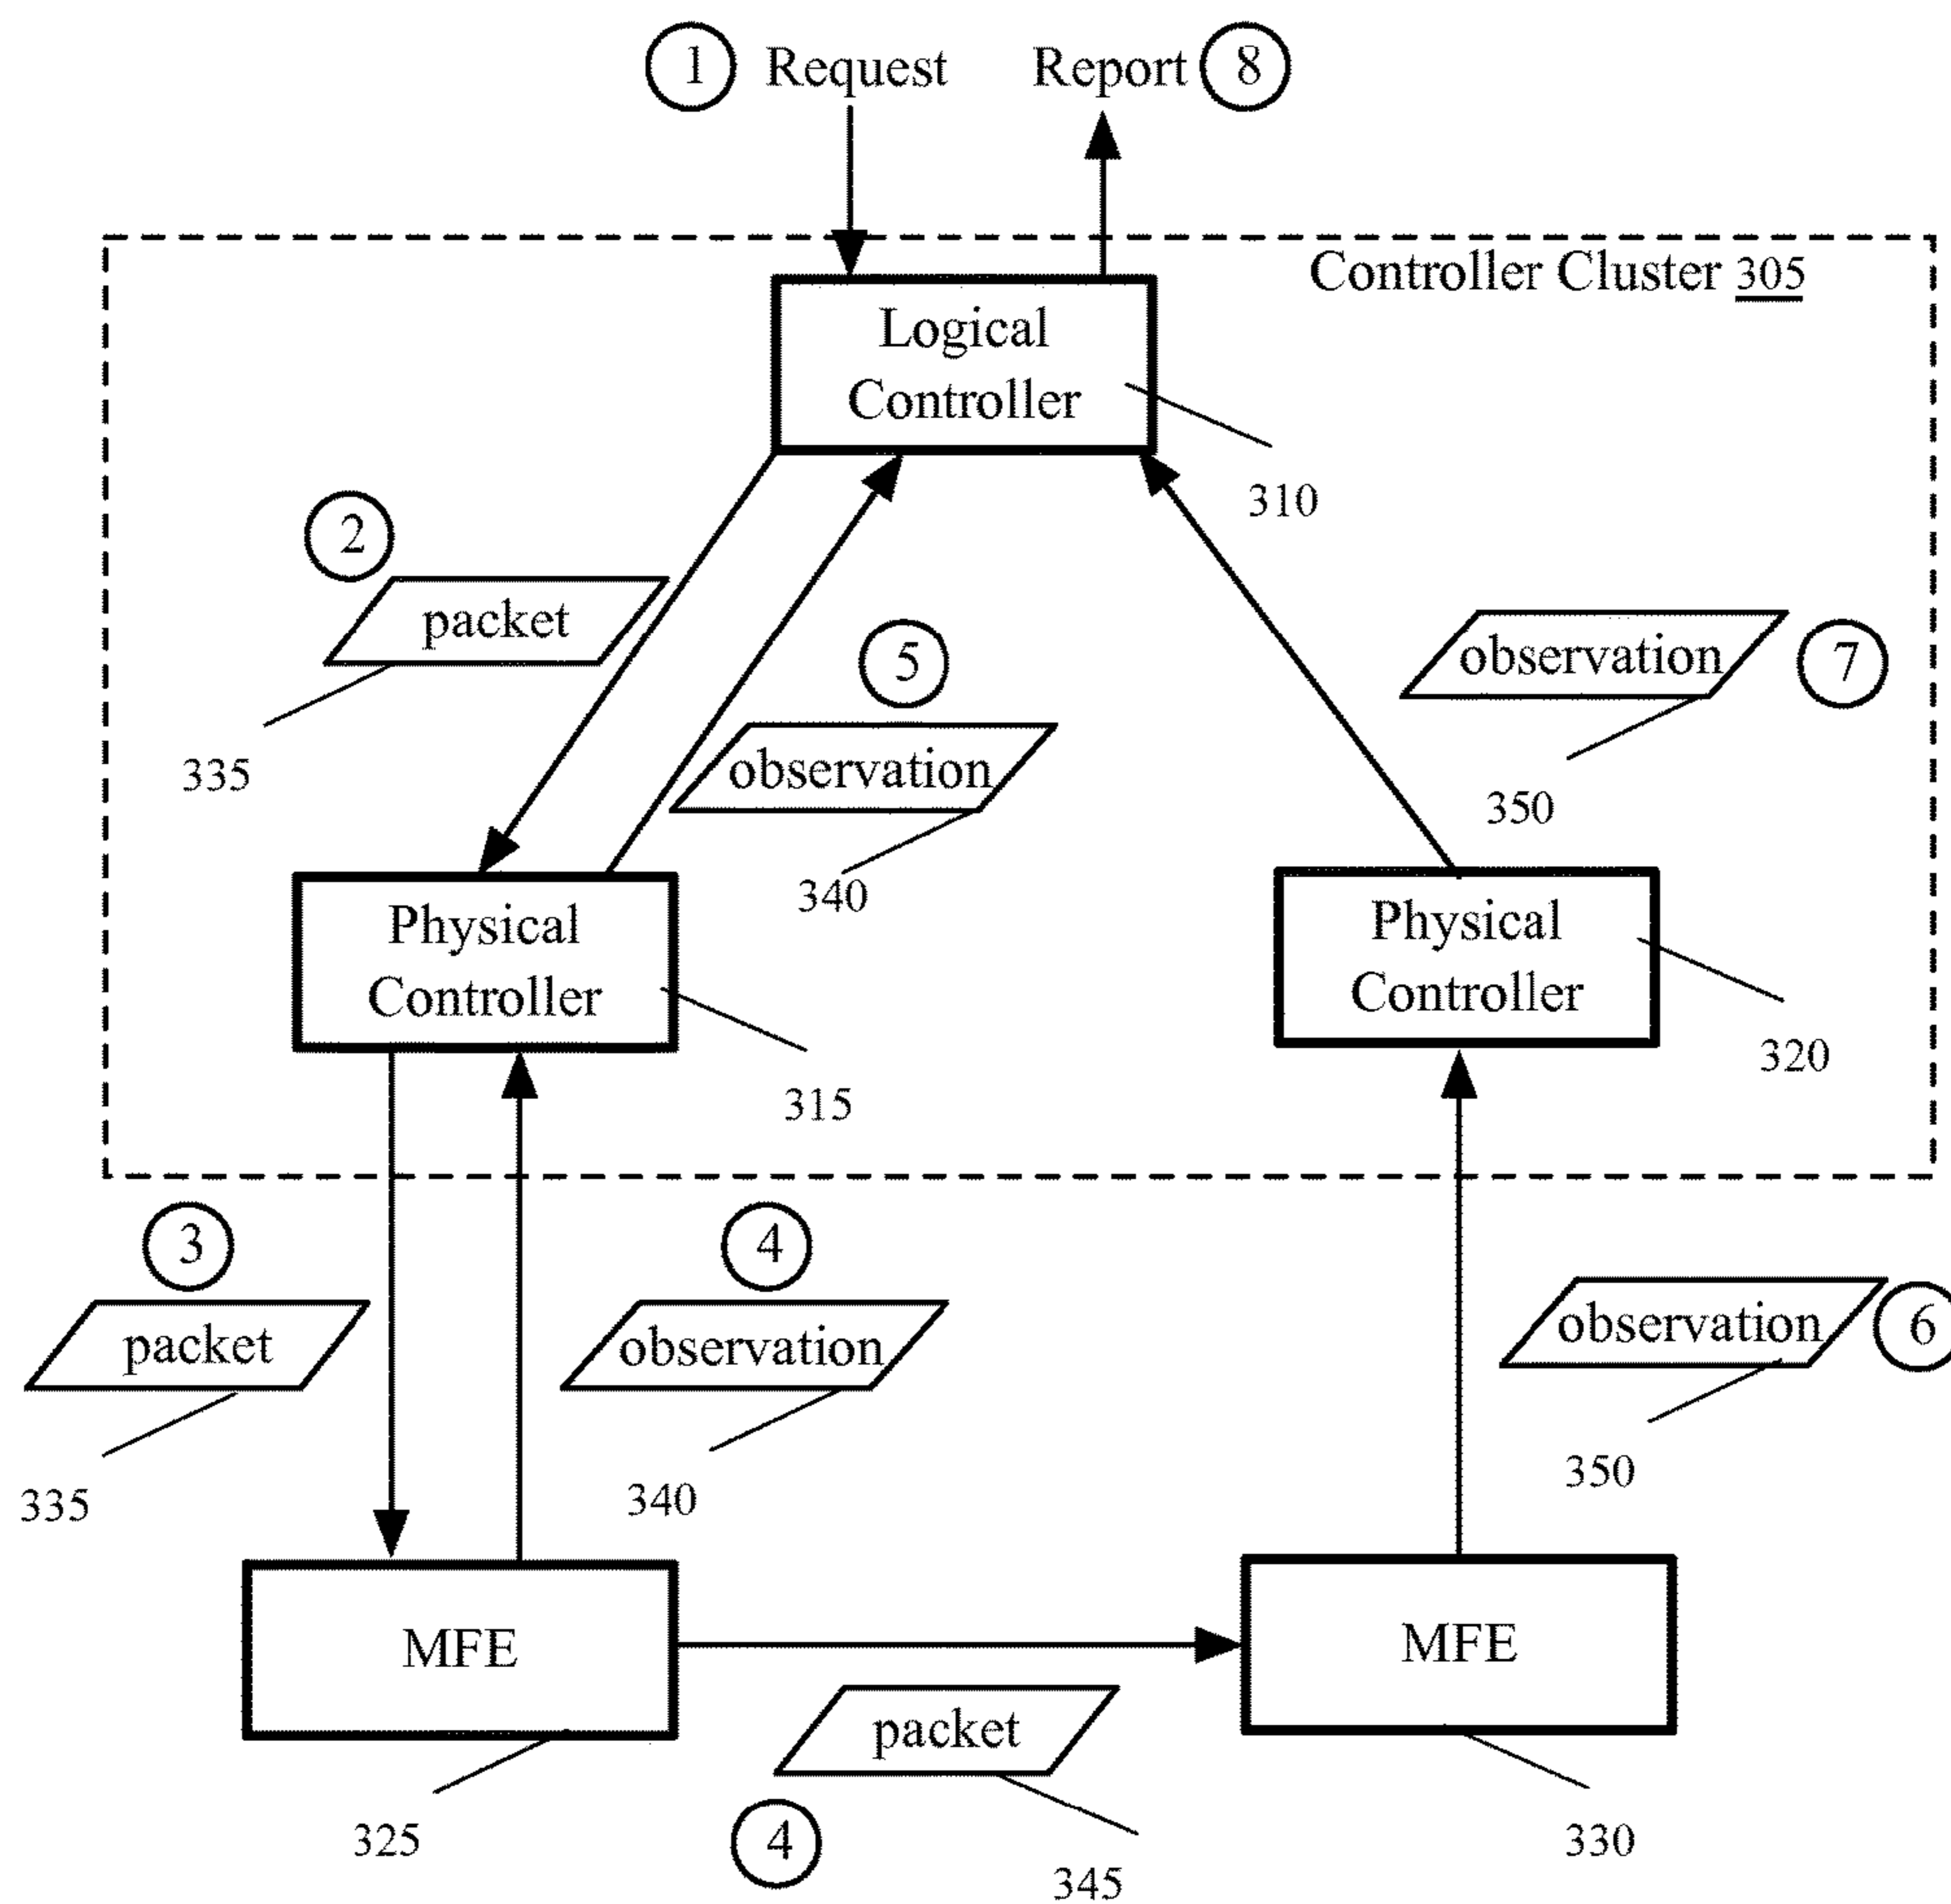 1 Request Report 8
Controller Cluster 305
Logical
Controller
310
2
packet
335
5
observation
340
observation 7
350
Physical
Controller
315
Physical
Controller
320
3
packet
335
4
observation
340
observation 6
350
MFE
325
packet
4
345
MFE
330